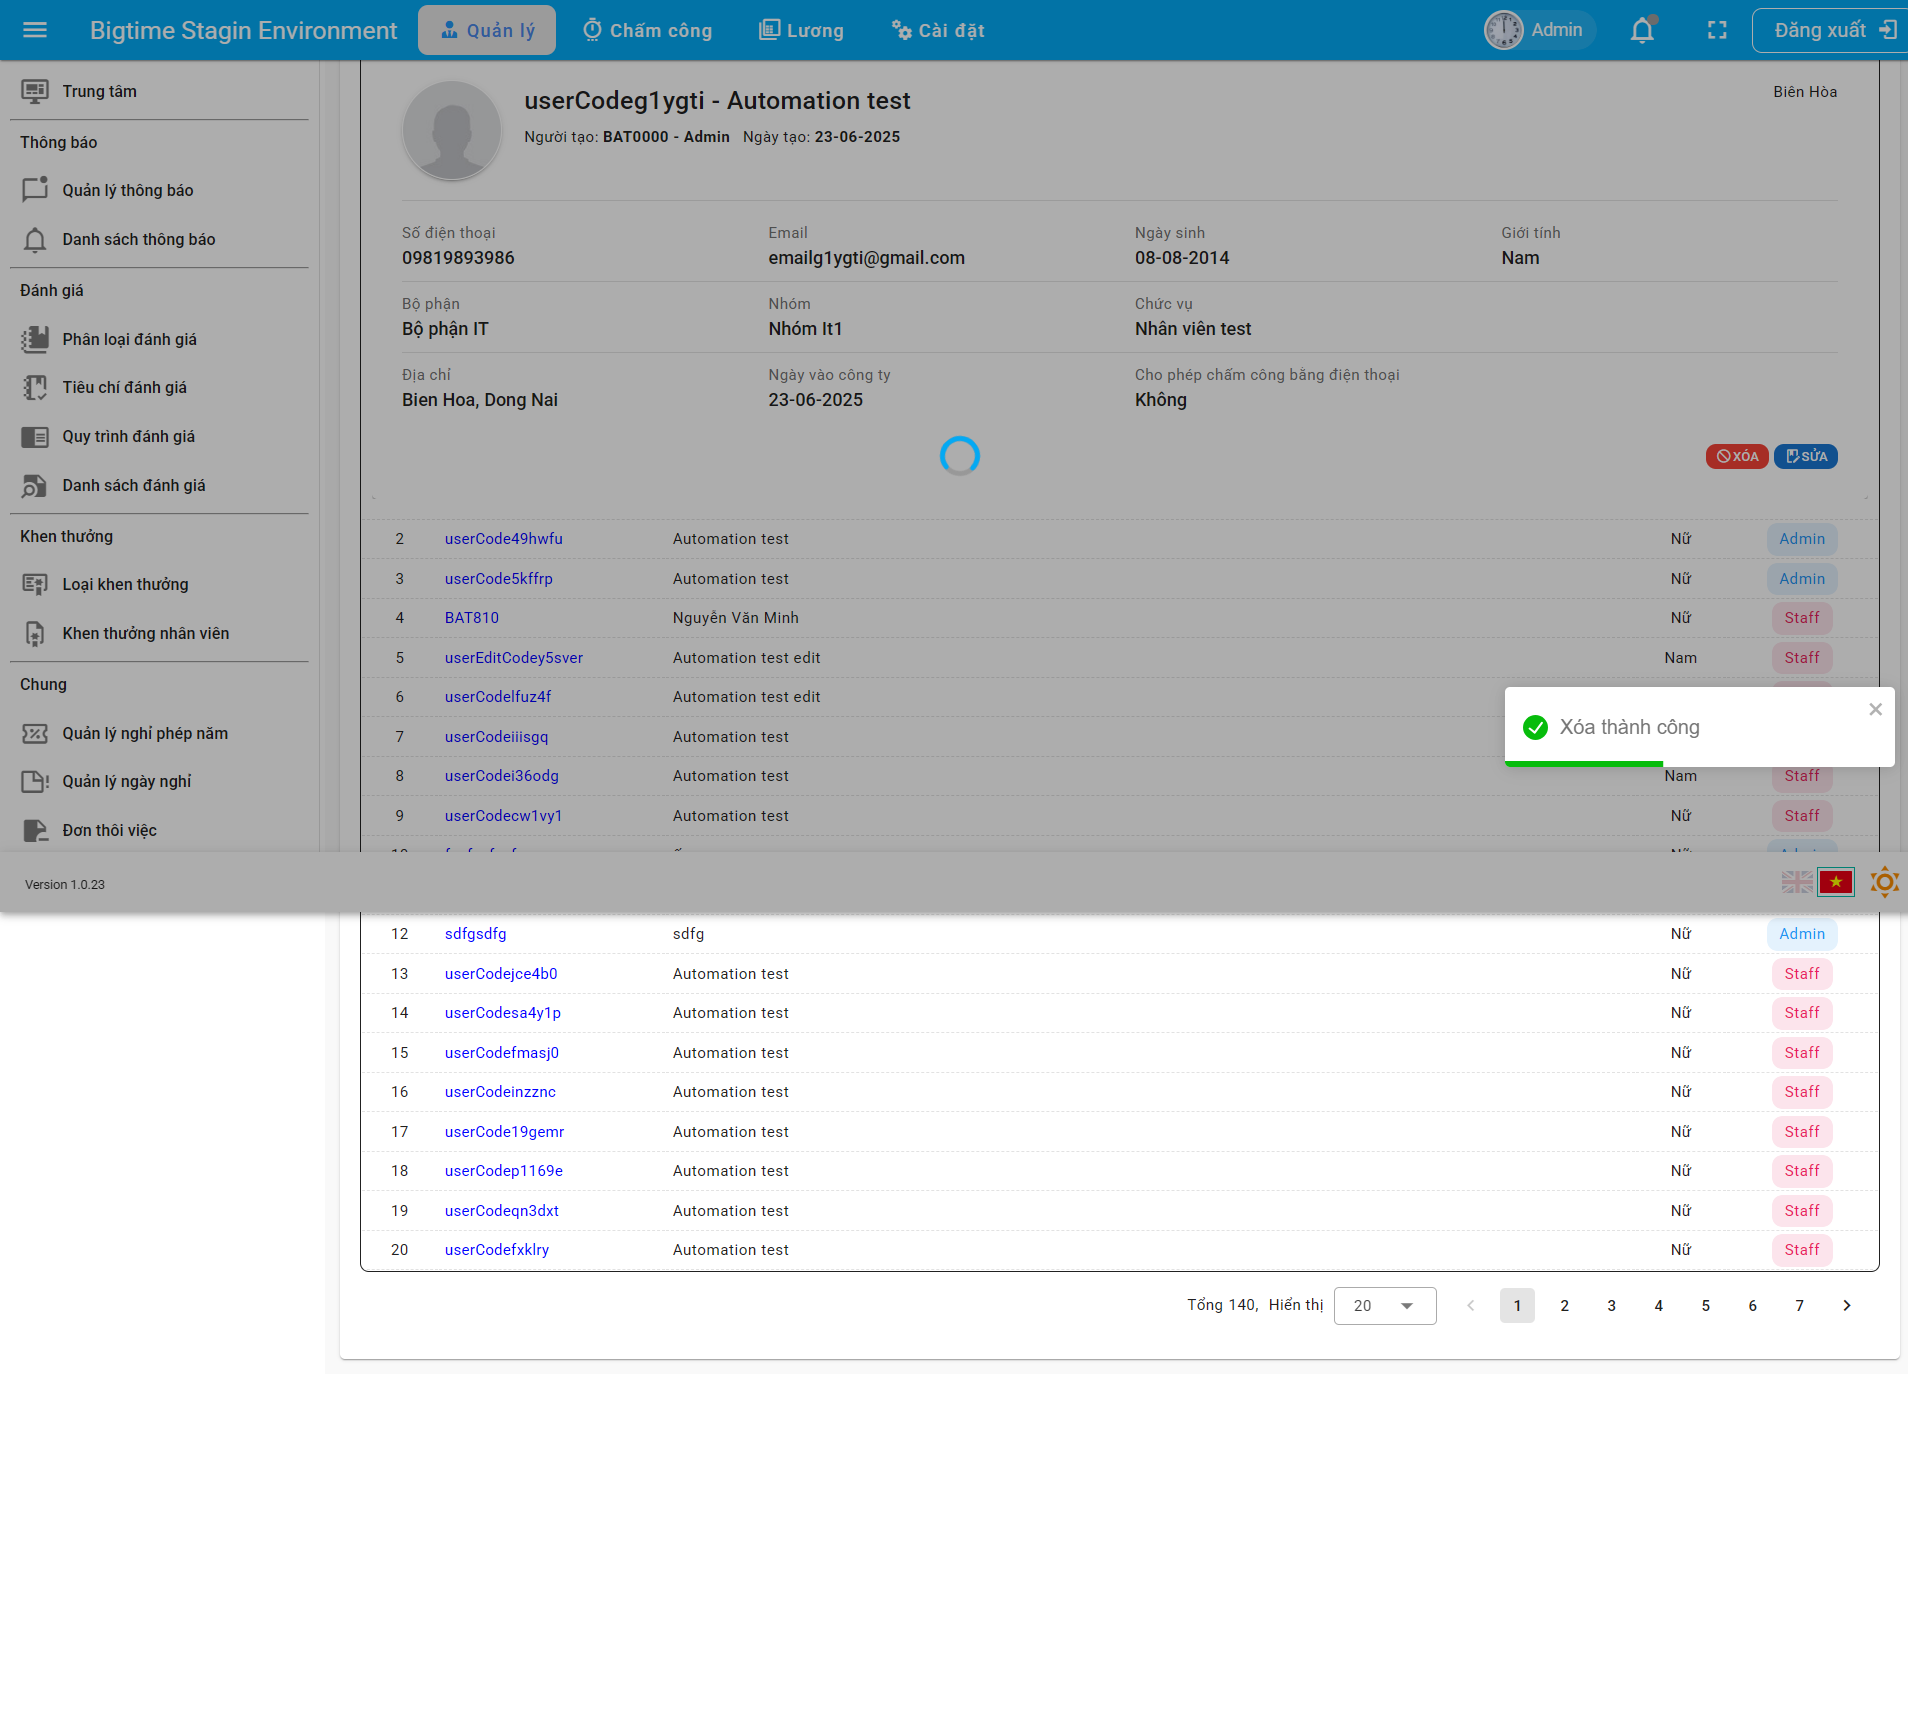 Bigtime Stagin Environment
Quản lý
Chấm công
Lương
Cài đặt
Admin
Đăng xuất
Trung tâm
Thông báo
Quản lý thông báo
Danh sách thông báo
Đánh giá
Phân loại đánh giá
Tiêu chí đánh giá
Quy trình đánh giá
Danh sách đánh giá
Khen thưởng
Loại khen thưởng
Khen thưởng nhân viên
Chung
Quản lý nghỉ phép năm
Quản lý ngày nghỉ
Đơn thôi việc
userCodeg1ygti - Automation test
Biên Hòa
Người tạo: BAT0000 - Admin Ngày tạo: 23-06-2025
Số điện thoại Email Ngày sinh Giới tính
09819893986 emailg1ygti@gmail.com 08-08-2014 Nam
Bộ phận Nhóm Chức vụ
Bộ phận IT Nhóm It1 Nhân viên test
Địa chỉ Ngày vào công ty Cho phép chấm công bằng điện thoại
Bien Hoa, Dong Nai 23-06-2025 Không
XÓA SỬA
2 userCode49hwfu Automation test Nữ Admin
3 userCode5kffrp Automation test Nữ Admin
4 BAT810 Nguyễn Văn Minh Nữ Staff
5 userEditCodey5sver Automation test edit Nam Staff
6 userCodelfuz4f Automation test edit
7 userCodeiiisgq Automation test
Xóa thành công
8 userCodei36odg Automation test Nam Staff
9 userCodecw1vy1 Automation test Nữ Staff
Version 1.0.23
12 sdfgsdfg sdfg Nữ Admin
13 userCodejce4b0 Automation test Nữ Staff
14 userCodesa4y1p Automation test Nữ Staff
15 userCodefmasj0 Automation test Nữ Staff
16 userCodeinzznc Automation test Nữ Staff
17 userCode19gemr Automation test Nữ Staff
18 userCodep1169e Automation test Nữ Staff
19 userCodeqn3dxt Automation test Nữ Staff
20 userCodefxklry Automation test Nữ Staff
Tổng 140, Hiển thị 20 1 2 3 4 5 6 7